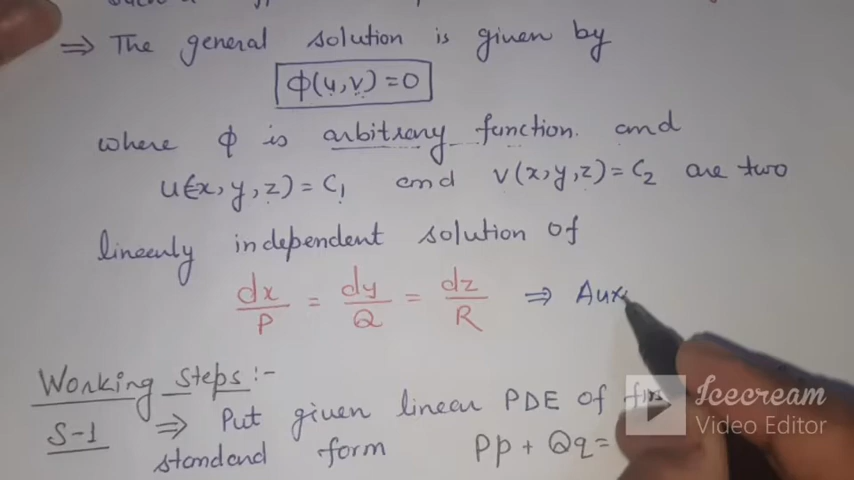 ⇒ The general solution is given by
φ(u,v)=0
where φ is arbitrary function. and
u(x,y,z)=C₁ and v(x,y,z)=C₂ are two
linearly independent solution of
dx/P = dy/Q = dz/R ⇒ Aux
Working Steps:-
S-1 ⇒ Put given linear PDE of
standard form Pp + Qq =
Icecream
Video Editor